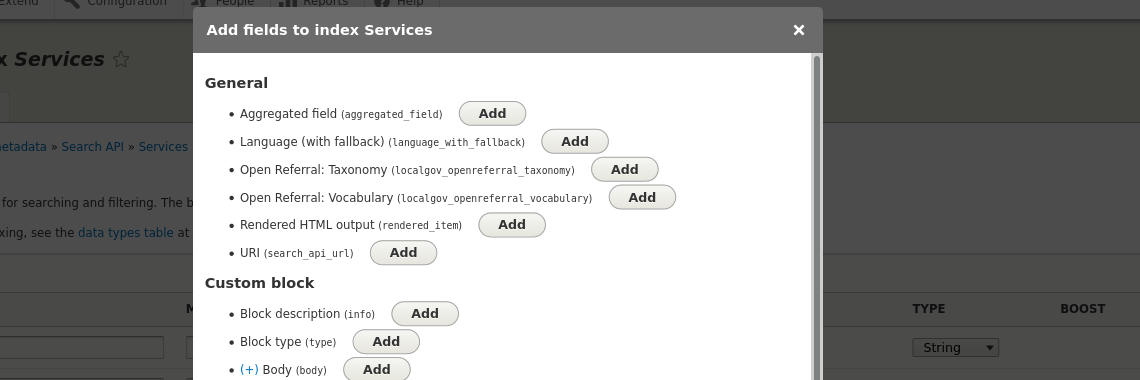 Extend Configuration People Reports Help
Add fields to index Services ×
x Services
General
• Aggregated field (aggregated_field) Add
• Language (with fallback) (language_with_fallback) Add
etadata » Search API » Services
• Open Referral: Taxonomy (localgov_openreferral_taxonomy) Add
• Open Referral: Vocabulary (localgov_openreferral_vocabulary) Add
for searching and filtering. The b
• Rendered HTML output (rendered_item) Add
xing, see the data types table at
• URI (search_api_url) Add
Custom block
TYPE BOOST
• Block description (info) Add
• Block type (type) Add
String
• (+) Body (body) Add